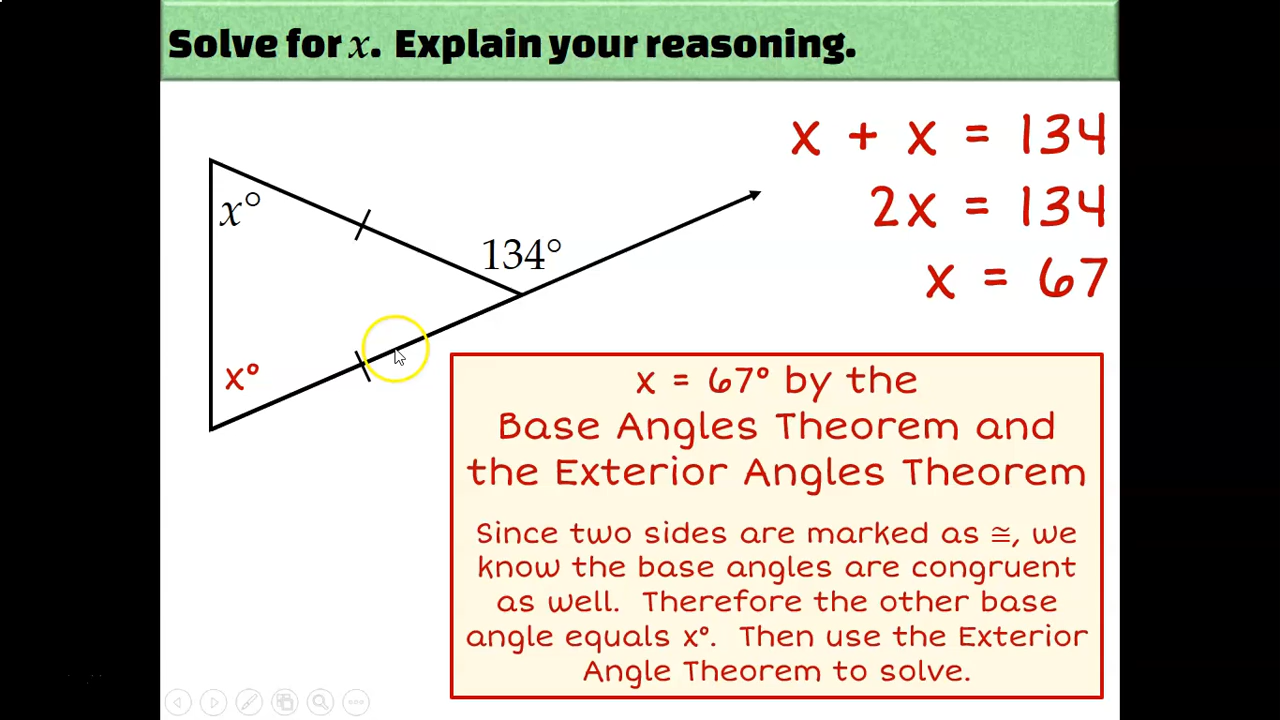 Solve for x. Explain your reasoning.
x + x = 134
2x = 134
x = 67
x°
134°
x°
x = 67° by the
Base Angles Theorem and
the Exterior Angles Theorem
Since two sides are marked as ≅, we
know the base angles are congruent
as well. Therefore the other base
angle equals x°. Then use the Exterior
Angle Theorem to solve.